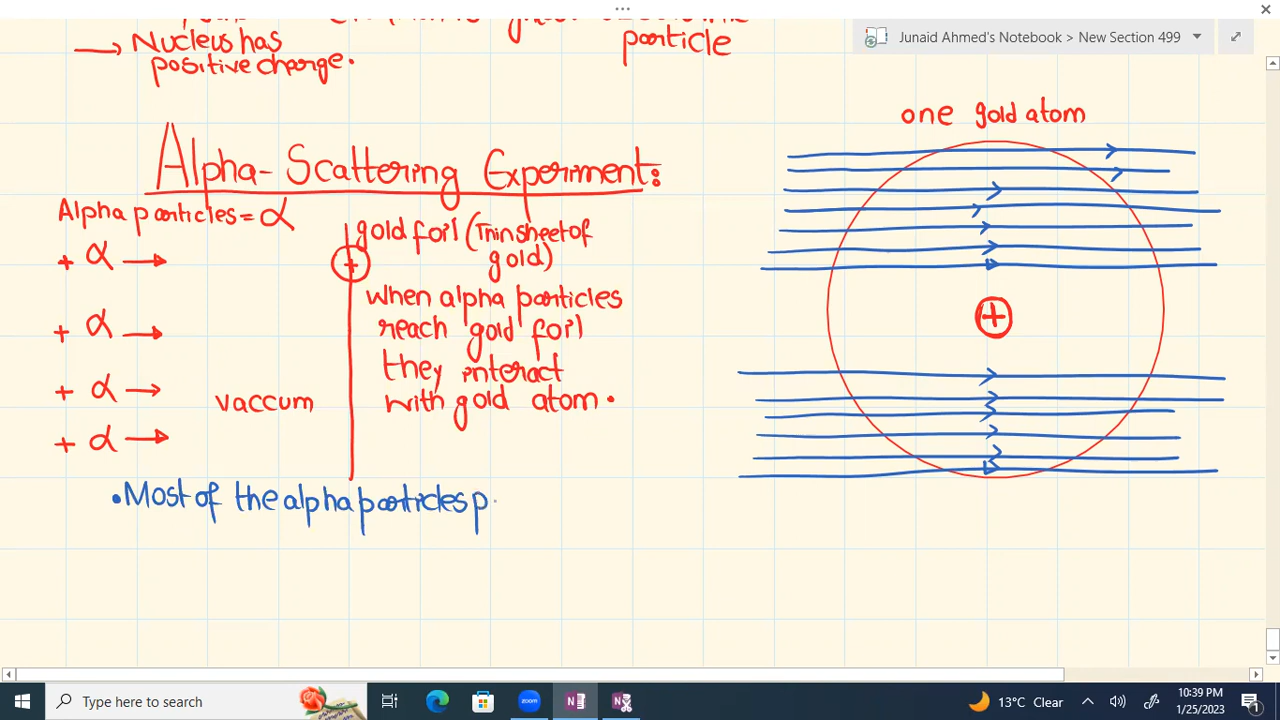 Junaid Ahmed's Notebook > New Section 499
→ Nucleus has
positive charge.
particle
one gold atom
Alpha-Scattering Experiment:
Alpha particles = α
+ α →
+ α →
+ α →
+ α →
vaccum
gold foil (Thin sheet of
gold)
+
when alpha particles
reach gold foil
they interact
with gold atom.
+
•Most of the alpha particles p
Type here to search
zoom
13°C Clear
10:39 PM
1/25/2023
1